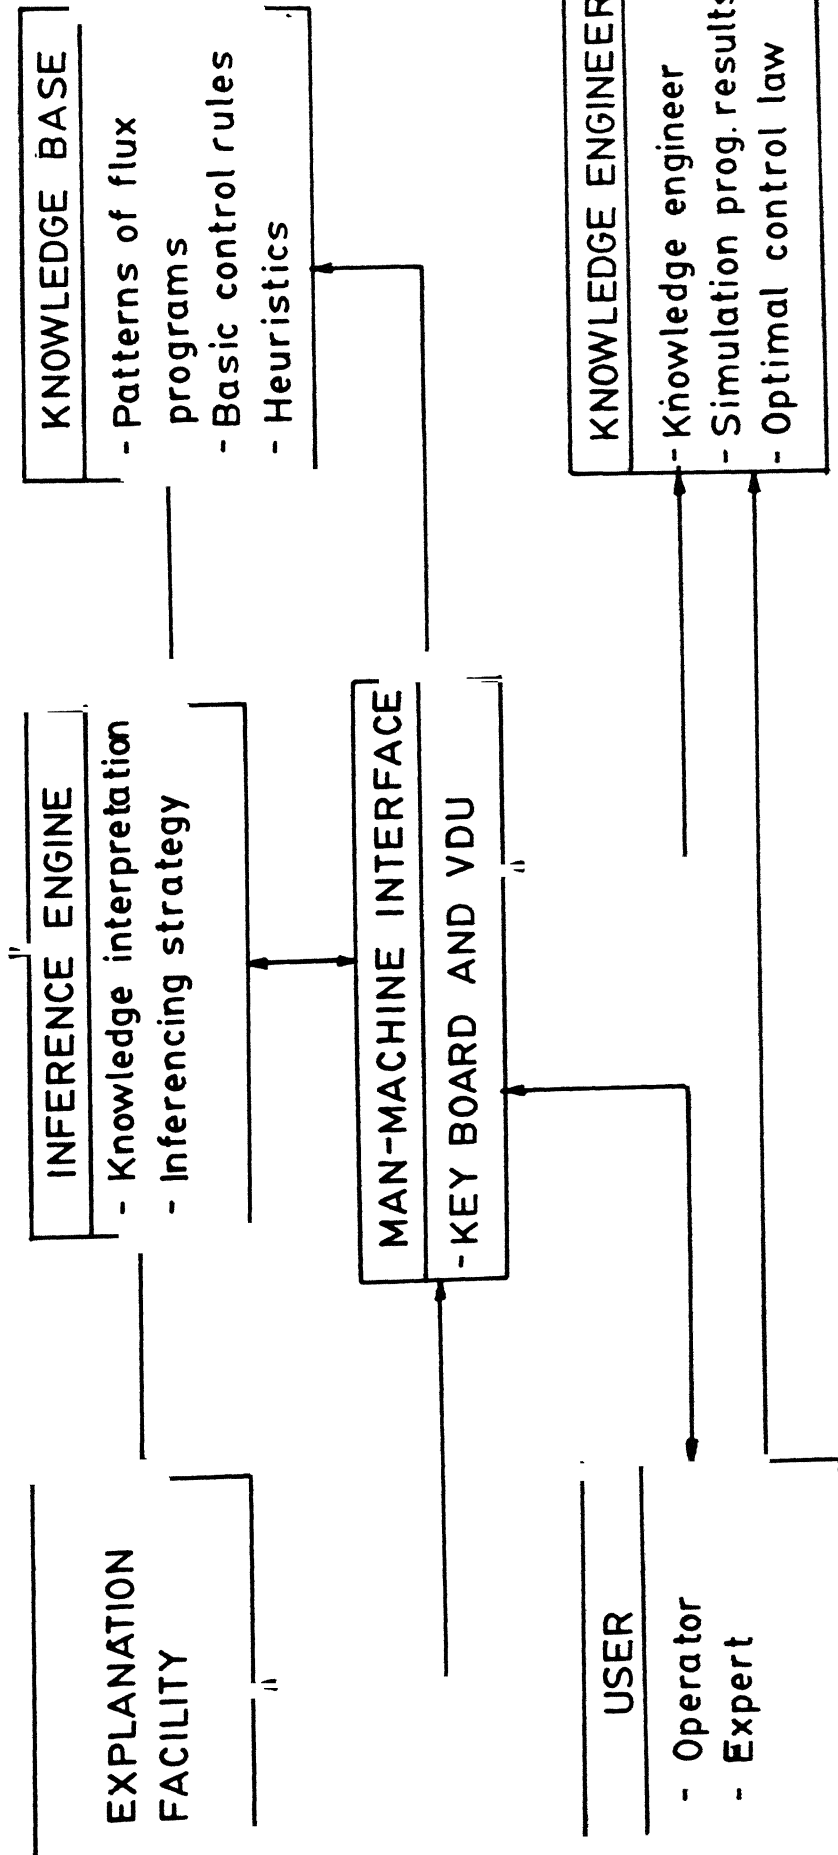 EXPLANATION
FACILITY
INFERENCE ENGINE
- Knowledge interpretation
- Inferencing strategy
KNOWLEDGE BASE
- Patterns of flux
programs
- Basic control rules
- Heuristics
MAN-MACHINE INTERFACE
- KEY BOARD AND VDU
USER
- Operator
- Expert
KNOWLEDGE ENGINEER
- Knowledge engineer
- Simulation prog. results
- Optimal control law